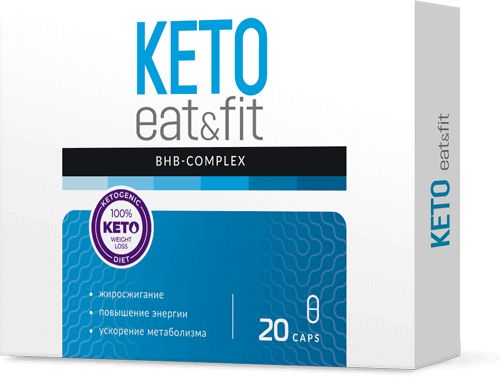 KETO
eat&fit
BHB-COMPLEX
KETOGENIC
100%
KETO
WEIGHT
LOSS
DIET
• жиросжигание
• повышение энергии
• ускорение метаболизма
20 CAPS
KETO eat&fit